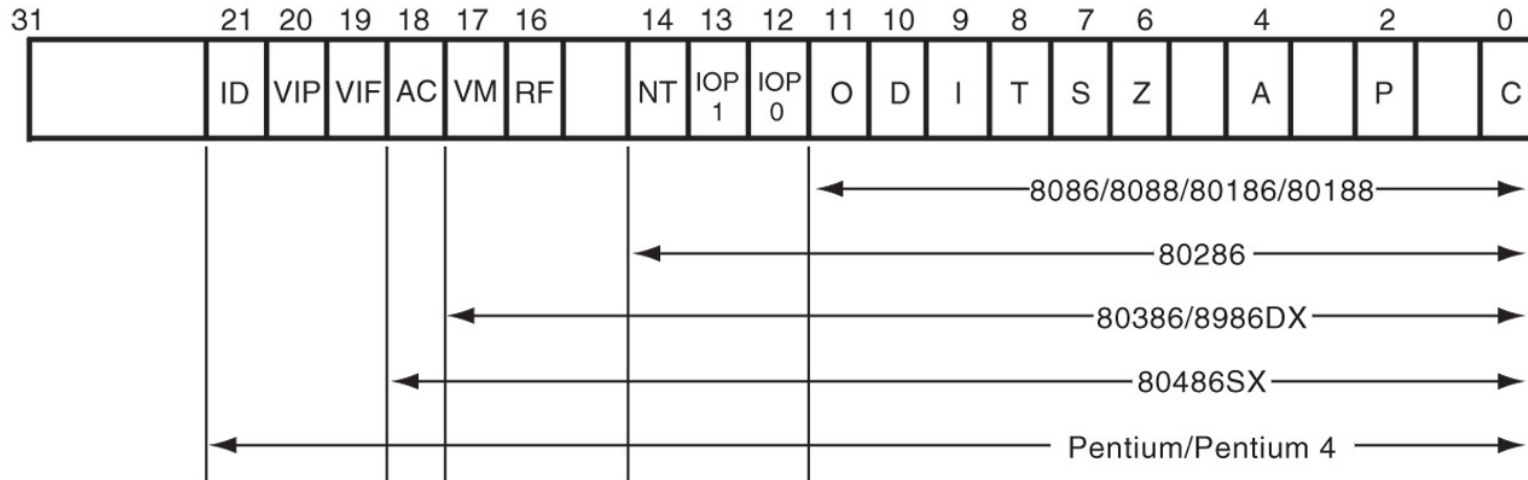 31 21 20 19 18 17 16 14 13 12 11 10 9 8 7 6 4 2 0
ID VIP VIF AC VM RF NT IOP 1 IOP 0 O D I T S Z A P C
8086/8088/80186/80188
80286
80386/8986DX
80486SX
Pentium/Pentium 4